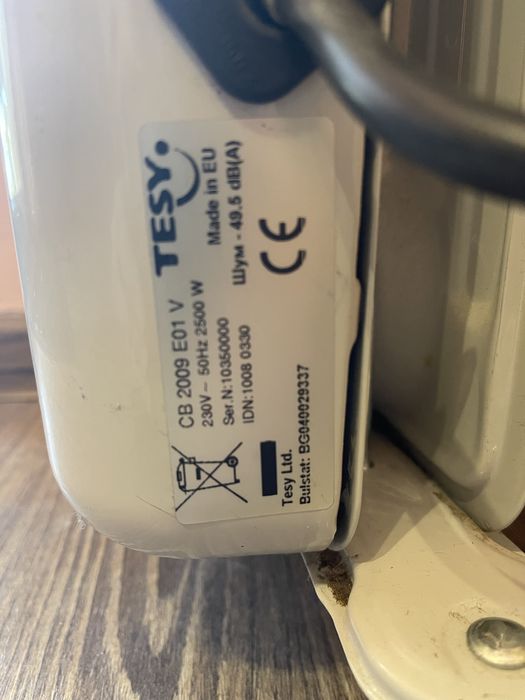 TESY
CB 2009 E01 V
230V~ 50Hz 2500 W
Made in EU
Ser.N:10350000
Шум - 49.5 dB(A)
IDN:1008 0330
CE
Tesy Ltd.
Bulstat: BG040029337